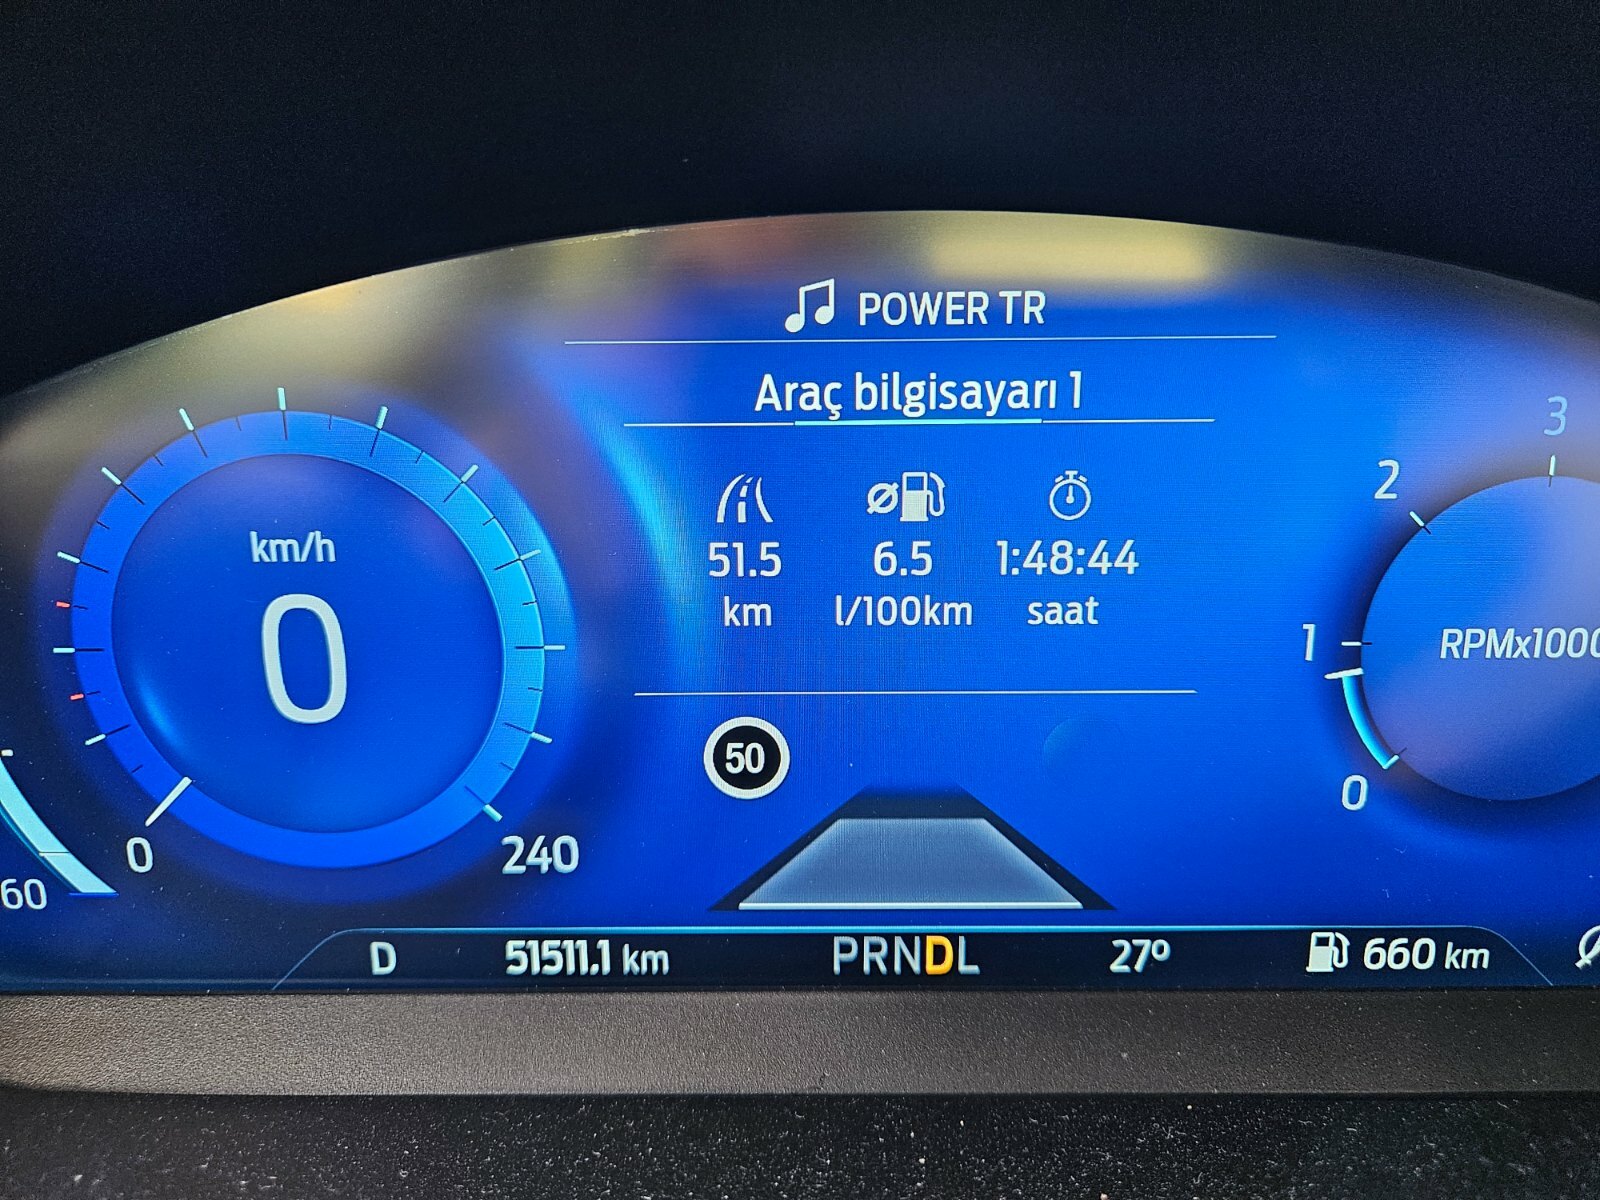 POWER TR
Araç bilgisayarı 1
51.5 6.5 1:48:44
km l/100km saat
km/h
0
0
240
60
50
3
2
1
0
RPMx1000
D 51511.1 km PRNDL 27º 660 km